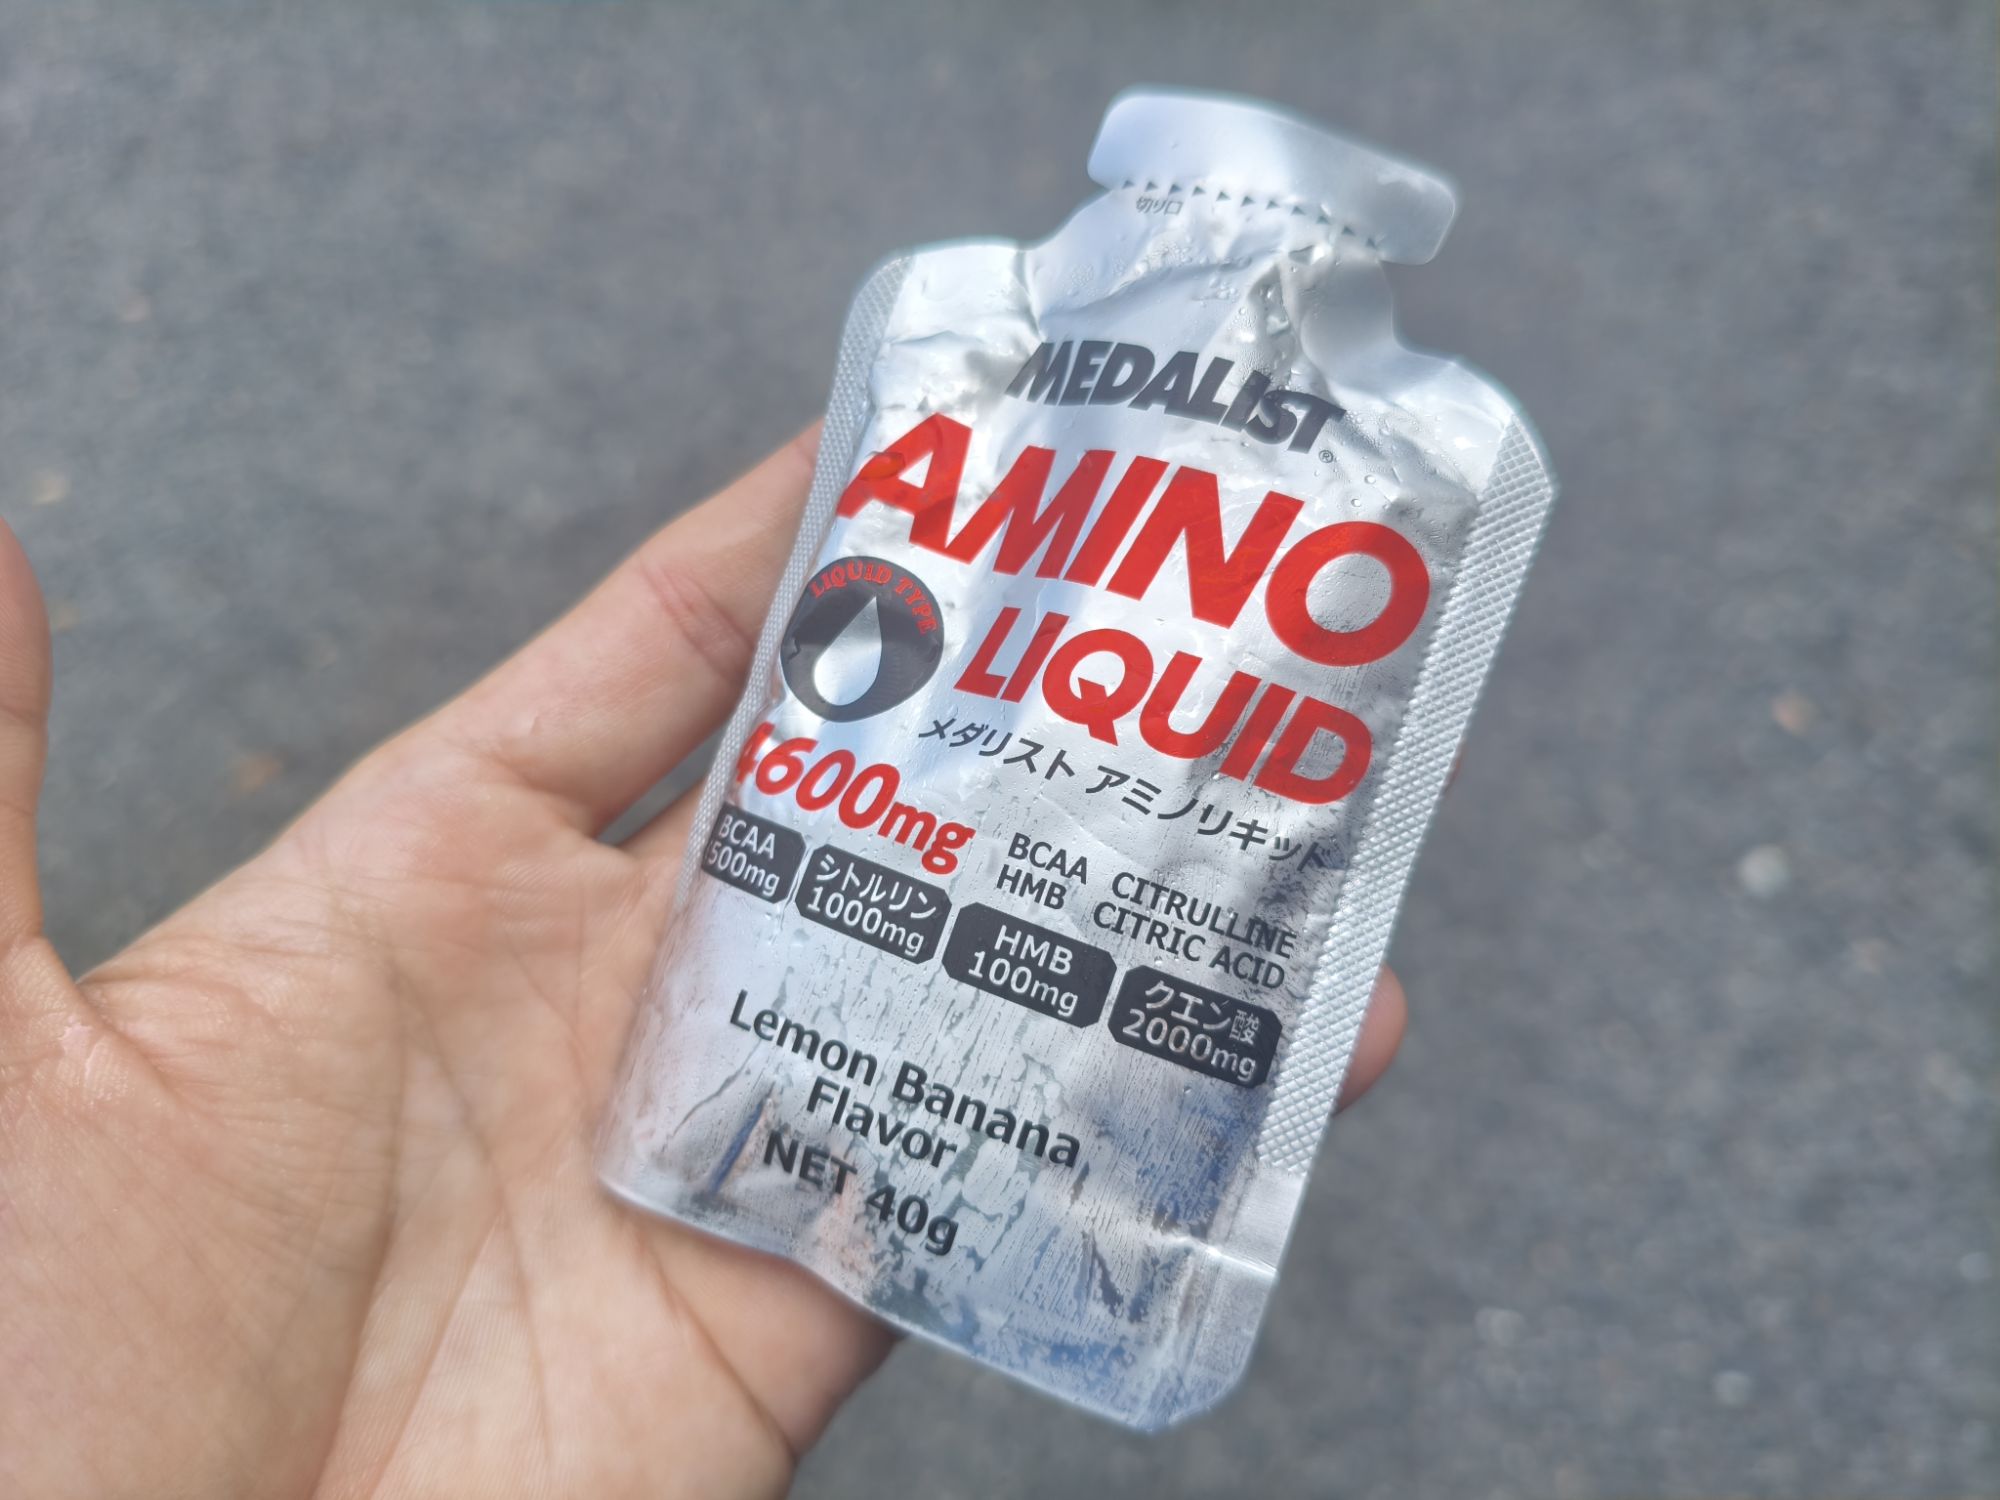 切り口
MEDALIST®
AMINO
LIQUID
LIQUID TYPE
メダリスト アミノリキッド
4600mg
BCAA CITRULLINE
HMB CITRIC ACID
BCAA
500mg
シトルリン
1000mg
HMB
100mg
クエン酸
2000mg
Lemon Banana
Flavor
NET 40g